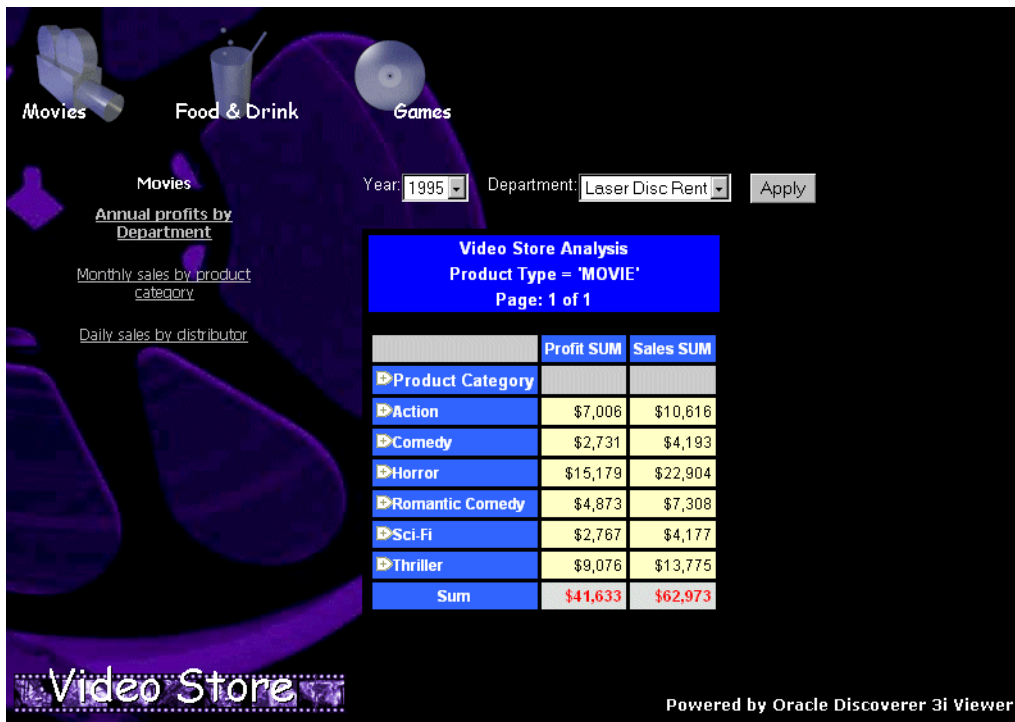 Movies
Food & Drink
Games
Movies
Annual profits by
Department
Monthly sales by product
category
Daily sales by distributor
Year: 1995
Department: Laser Disc Rent
Apply
Video Store Analysis
Product Type = 'MOVIE'
Page: 1 of 1
Profit SUM Sales SUM
Product Category
Action $7,006 $10,616
Comedy $2,731 $4,193
Horror $15,179 $22,904
Romantic Comedy $4,873 $7,308
Sci-Fi $2,767 $4,177
Thriller $9,076 $13,775
Sum $41,633 $62,973
Video Store
Powered by Oracle Discoverer 3i Viewer